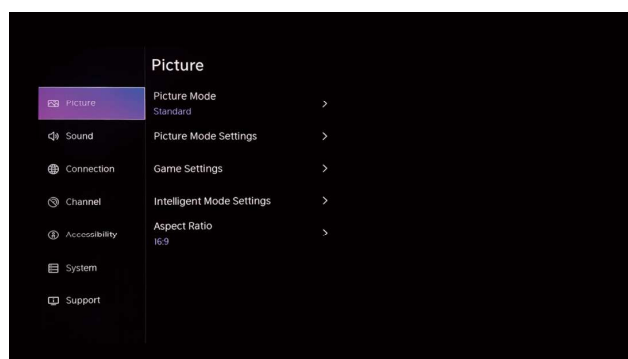 Picture
Picture
Sound
Connection
Channel
Accessibility
System
Support
Picture Mode
Standard
Picture Mode Settings
Game Settings
Intelligent Mode Settings
Aspect Ratio
16:9